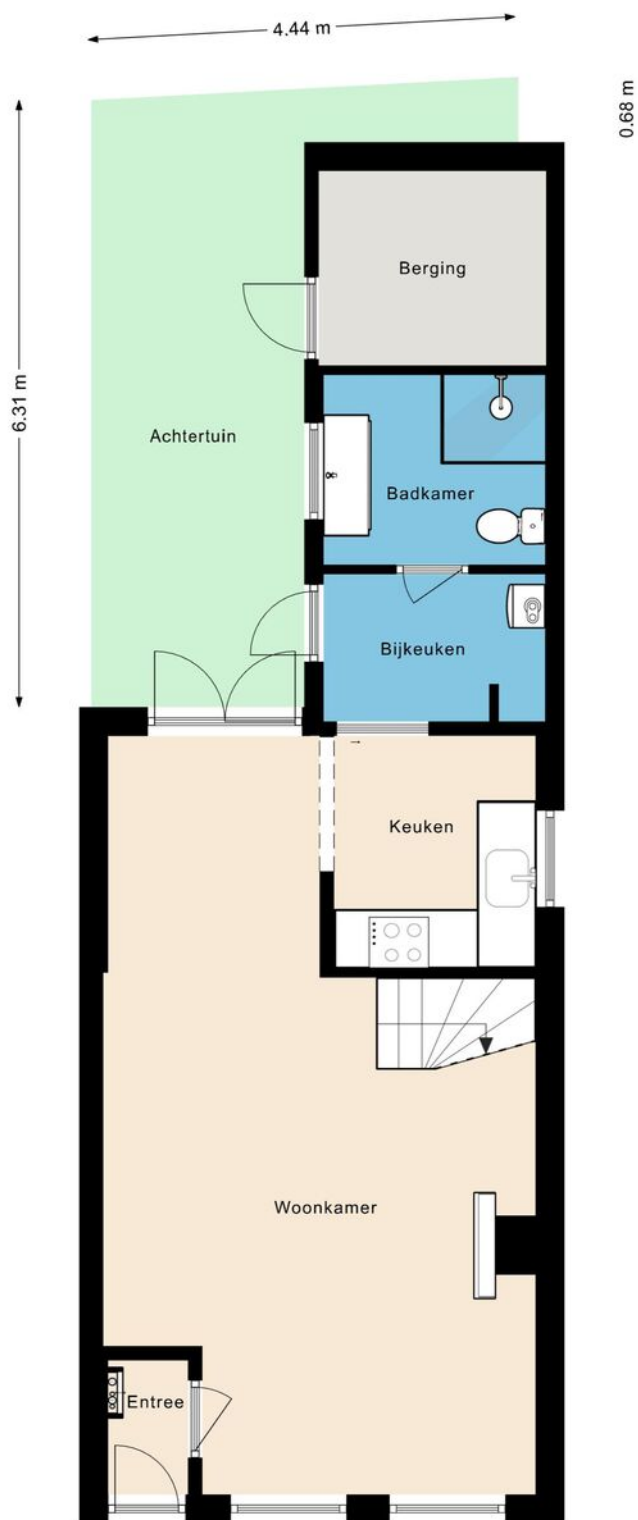 4.44 m
0.68 m
Berging
6.31 m
Achtertuin
Badkamer
Bijkeuken
Keuken
Woonkamer
Entree